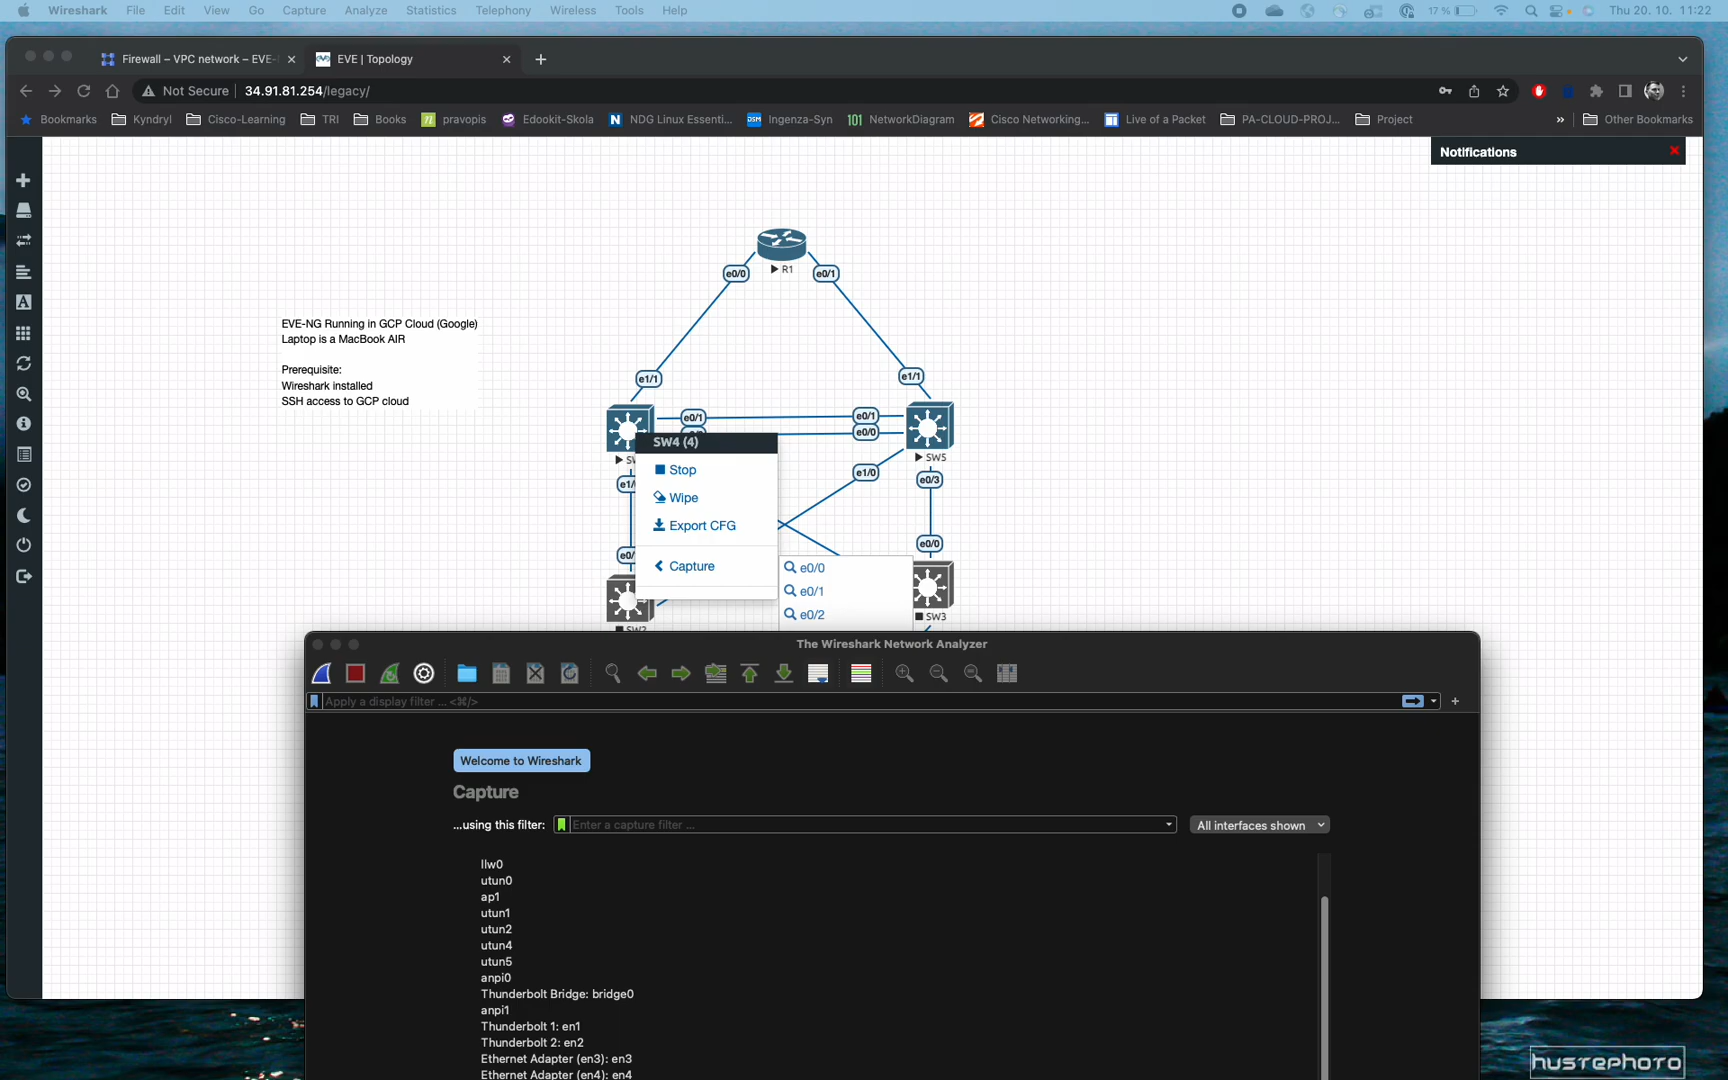 Wireshark File Edit View Go Capture Analyze Statistics Telephony Wireless Tools Help 17 % Thu 20. 10. 11:22
Firewall – VPC network – EVE-
EVE | Topology
Not Secure 34.91.81.254/legacy/
Bookmarks Kyndryl Cisco-Learning TRI Books pravopis Edookit-Skola NDG Linux Essenti... Ingenza-Syn NetworkDiagram Cisco Networking... Live of a Packet PA-CLOUD-PROJ... Project » Other Bookmarks
Notifications
R1
e0/0
e0/1
EVE-NG Running in GCP Cloud (Google)
Laptop is a MacBook AIR
Prerequisite:
Wireshark installed
SSH access to GCP cloud
e1/1
e1/1
e0/1
e0/1
e0/0
SW4 (4)
Stop
Wipe
Export CFG
Capture
SW5
e1/0
e0/3
e0/0
e0/0
e0/1
e0/2
SW3
The Wireshark Network Analyzer
Apply a display filter ... <⌘/>
Welcome to Wireshark
Capture
...using this filter: Enter a capture filter ... All interfaces shown
llw0
utun0
ap1
utun1
utun2
utun4
utun5
anpi0
Thunderbolt Bridge: bridge0
anpi1
Thunderbolt 1: en1
Thunderbolt 2: en2
Ethernet Adapter (en3): en3
Ethernet Adapter (en4): en4
HUSTEPHOTO